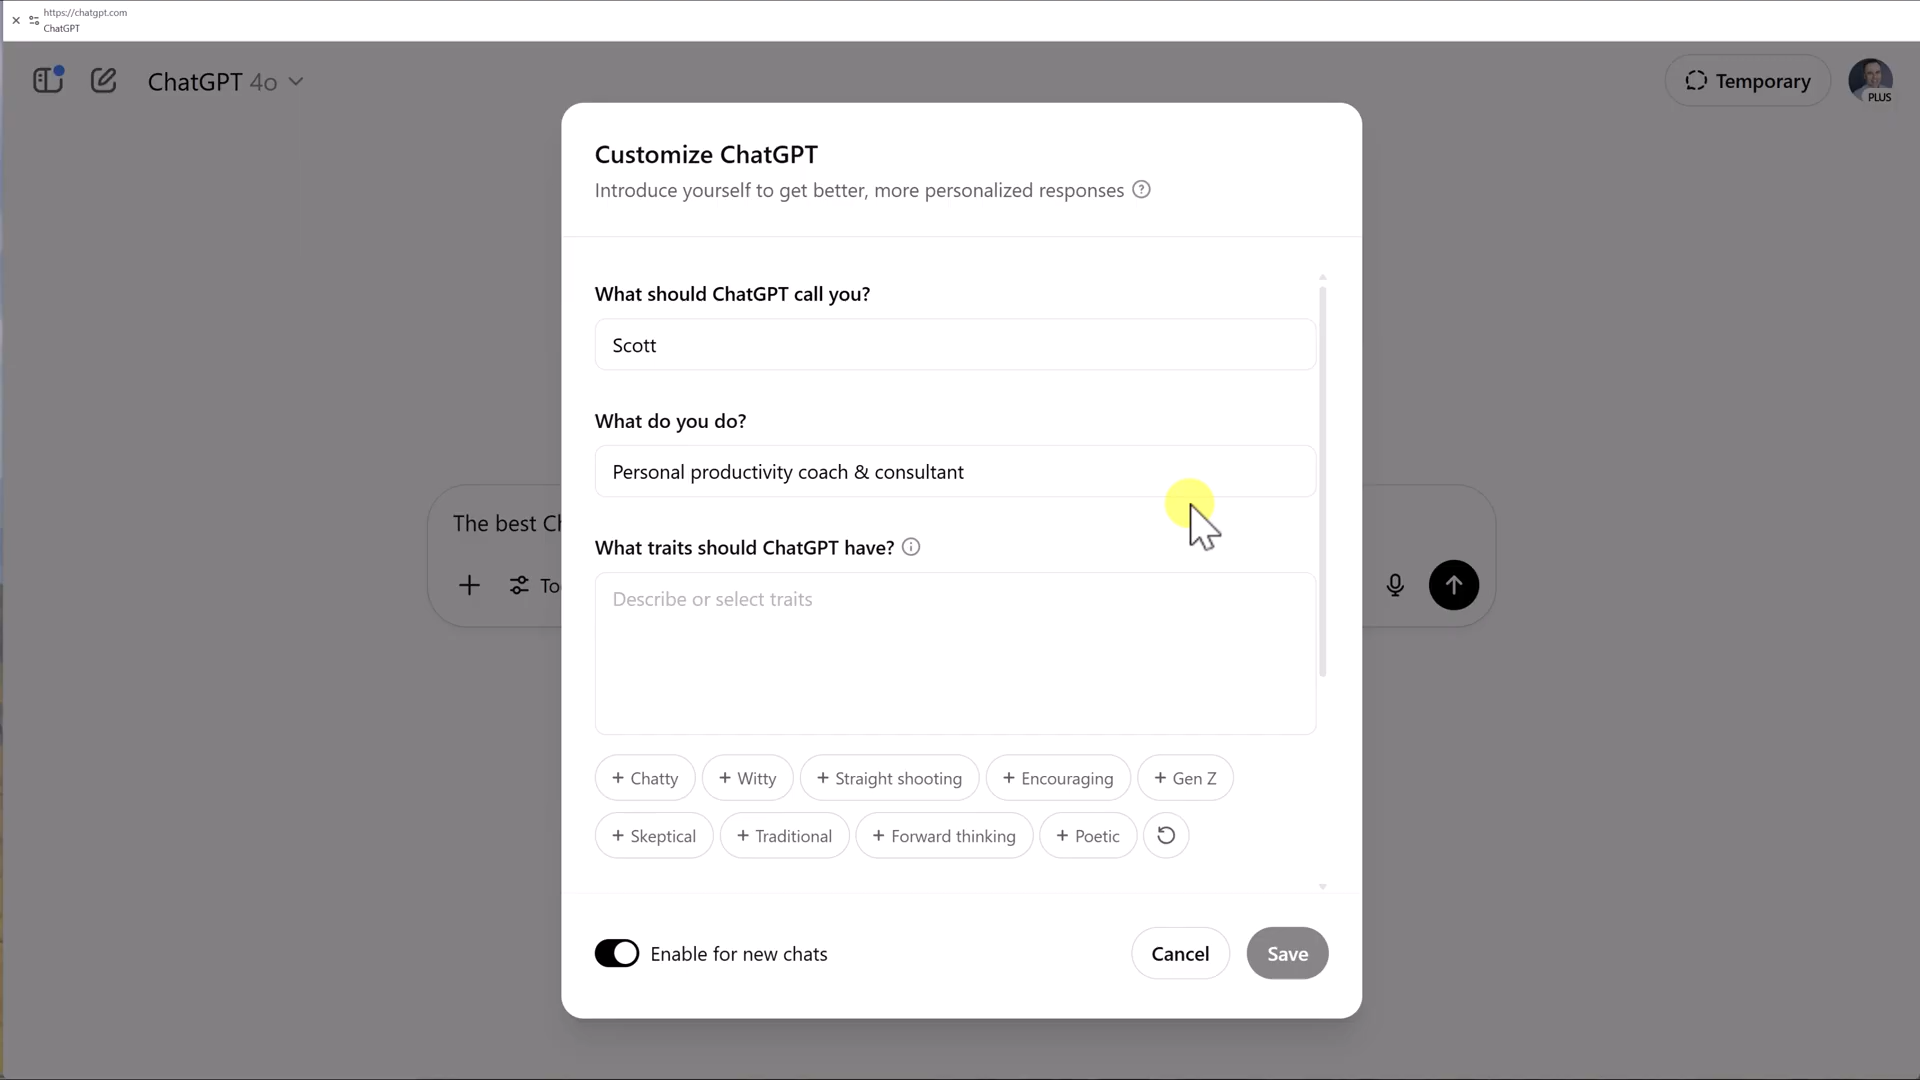 https://chatgpt.com
ChatGPT
ChatGPT 4o
Temporary
PLUS
Customize ChatGPT
Introduce yourself to get better, more personalized responses
What should ChatGPT call you?
Scott
What do you do?
Personal productivity coach & consultant
The best
What traits should ChatGPT have?
Describe or select traits
+ Chatty
+ Witty
+ Straight shooting
+ Encouraging
+ Gen Z
+ Skeptical
+ Traditional
+ Forward thinking
+ Poetic
Enable for new chats
Cancel
Save